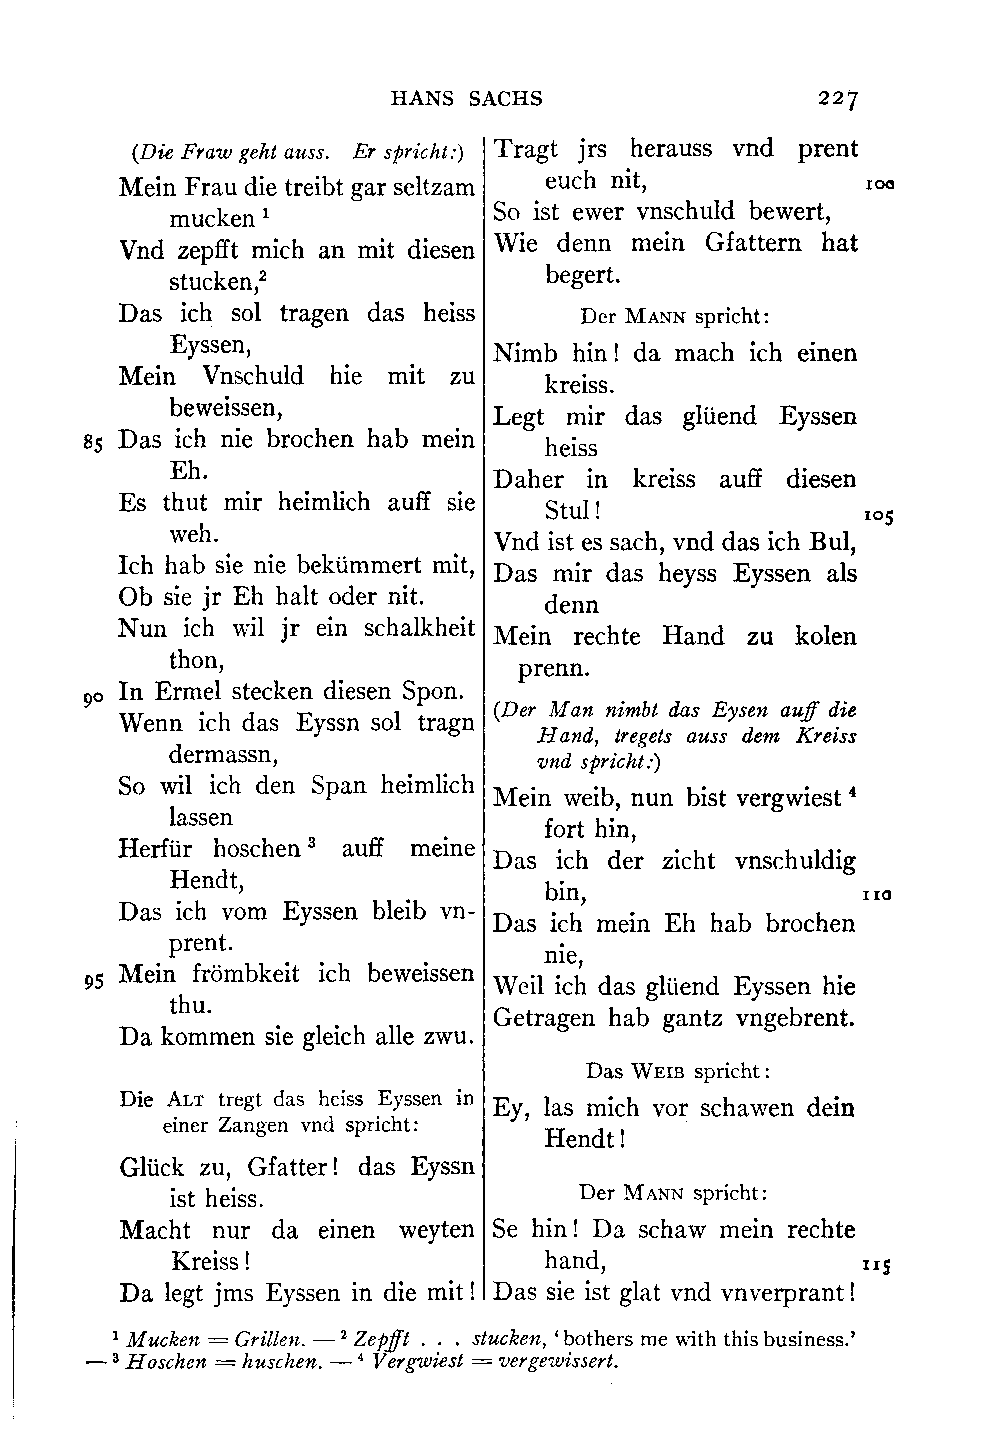 HANS SACHS 227
(Die Fraw geht auss. Er spricht:)
Mein Frau die treibt gar seltzam
mucken ¹
Vnd zepfft mich an mit diesen
stucken,²
Das ich sol tragen das heiss
Eyssen,
Mein Vnschuld hie mit zu
beweissen,
85 Das ich nie brochen hab mein
Eh.
Es thut mir heimlich auff sie
weh.
Ich hab sie nie bekümmert mit,
Ob sie jr Eh halt oder nit.
Nun ich wil jr ein schalkheit
thon,
90 In Ermel stecken diesen Spon.
Wenn ich das Eyssn sol tragn
dermassn,
So wil ich den Span heimlich
lassen
Herfür hoschen ³ auff meine
Hendt,
Das ich vom Eyssen bleib vn-
prent.
95 Mein frömbkeit ich beweissen
thu.
Da kommen sie gleich alle zwu.
Die ALT tregt das heiss Eyssen in
einer Zangen vnd spricht:
Glück zu, Gfatter! das Eyssn
ist heiss.
Macht nur da einen weyten
Kreiss!
Da legt jms Eyssen in die mit!
Tragt jrs herauss vnd prent
euch nit, 100
So ist ewer vnschuld bewert,
Wie denn mein Gfattern hat
begert.
Der MANN spricht:
Nimb hin! da mach ich einen
kreiss.
Legt mir das glüend Eyssen
heiss
Daher in kreiss auff diesen
Stul! 105
Vnd ist es sach, vnd das ich Bul,
Das mir das heyss Eyssen als
denn
Mein rechte Hand zu kolen
prenn.
(Der Man nimbt das Eysen auff die
Hand, tregets auss dem Kreiss
vnd spricht:)
Mein weib, nun bist vergwiest ⁴
fort hin,
Das ich der zicht vnschuldig
bin, 110
Das ich mein Eh hab brochen
nie,
Weil ich das glüend Eyssen hie
Getragen hab gantz vngebrent.
Das WEIB spricht:
Ey, las mich vor schawen dein
Hendt!
Der MANN spricht:
Se hin! Da schaw mein rechte
hand, 115
Das sie ist glat vnd vnverprant!
¹ Mucken = Grillen. — ² Zepfft . . . stucken, ‘bothers me with this business.’
— ³ Hoschen = huschen. — ⁴ Vergwiest = vergewissert.